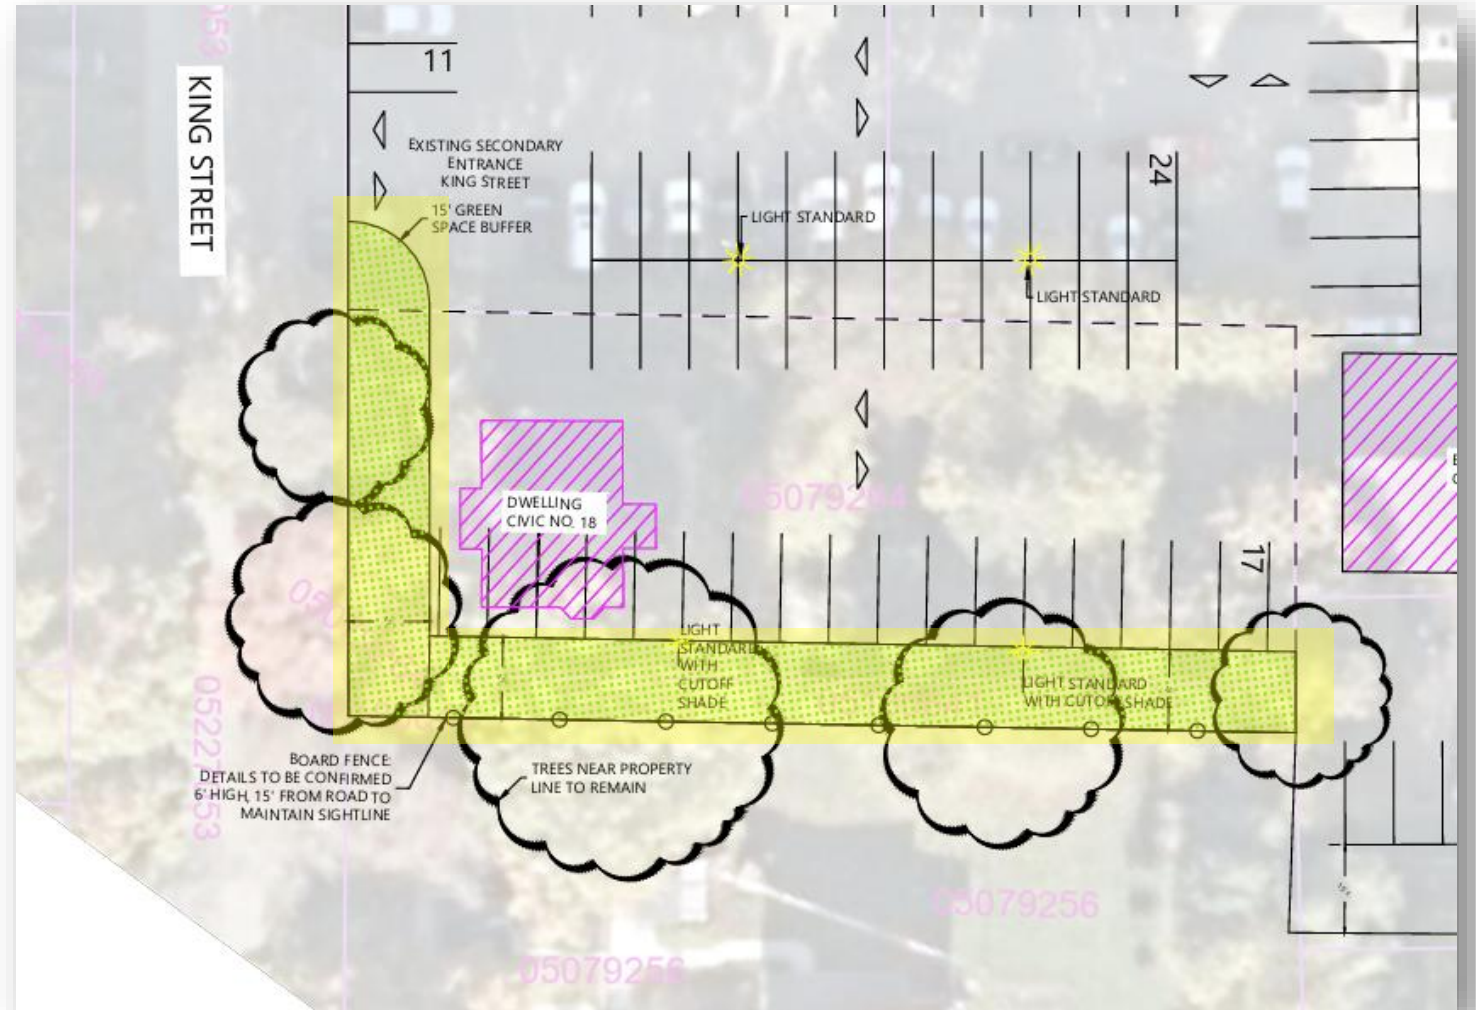 11
KING STREET
EXISTING SECONDARY
ENTRANCE
KING STREET
15' GREEN
SPACE BUFFER
24
LIGHT STANDARD
LIGHT STANDARD
DWELLING
CIVIC NO. 18
17
LIGHT
STANDARD
WITH
CUTOFF
SHADE
LIGHT STANDARD
WITH CUTOFF SHADE
BOARD FENCE:
DETAILS TO BE CONFIRMED
6' HIGH, 15' FROM ROAD TO
MAINTAIN SIGHTLINE
TREES NEAR PROPERTY
LINE TO REMAIN
05079256
05079256